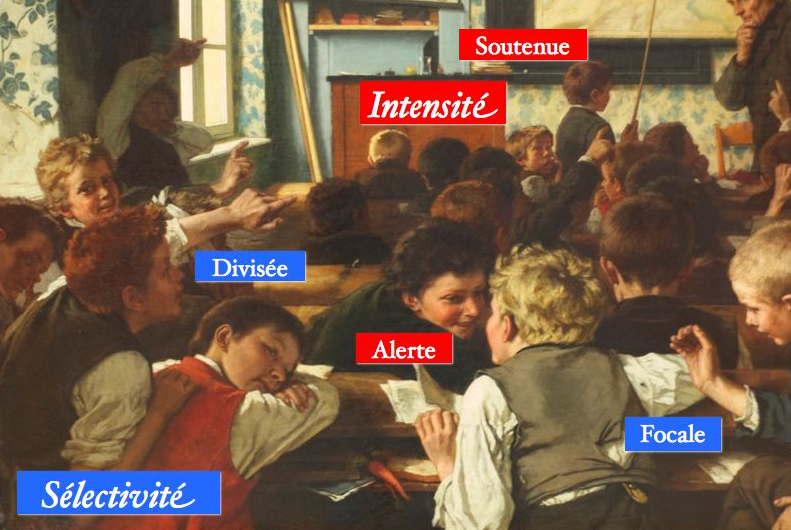 Soutenue
Intensité
Divisée
Alerte
Focale
Sélectivité